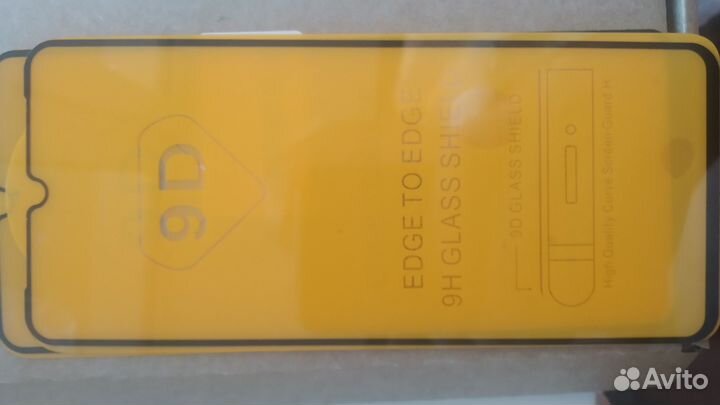 9D
EDGE TO EDGE
9H GLASS SHIELD
9D GLASS SHIELD
High Quality Curve Screen Guard H
Avito